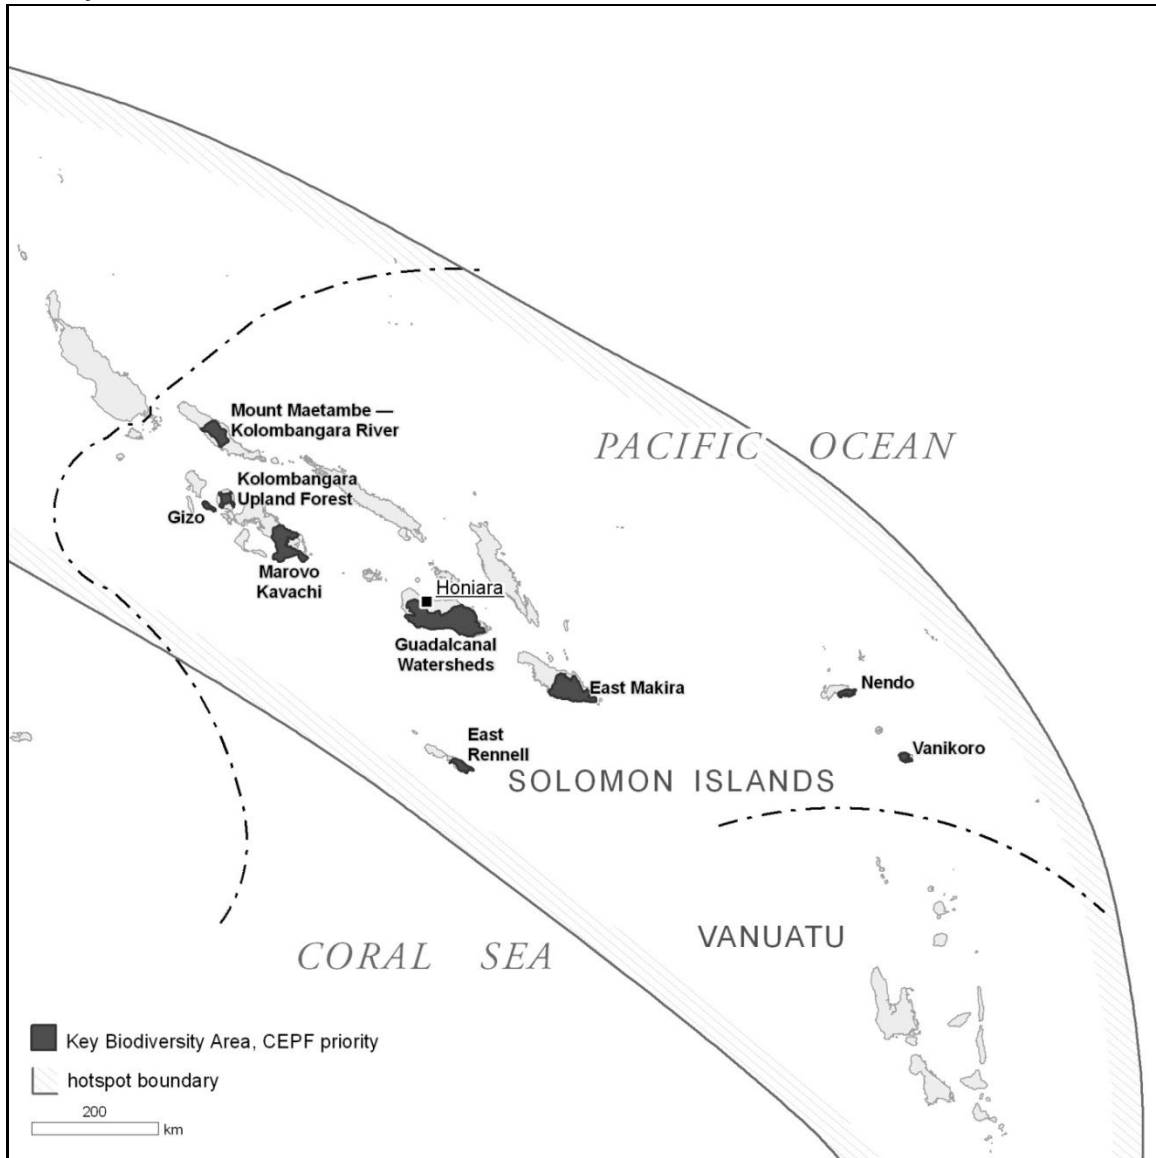 Mount Maetambe —
Kolombangara River
PACIFIC OCEAN
Kolombangara
Upland Forest
Gizo
Marovo
Kavachi
Honiara
Guadalcanal
Watersheds
East Makira
Nendo
East
Rennell
Vanikoro
SOLOMON ISLANDS
VANUATU
CORAL SEA
Key Biodiversity Area, CEPF priority
hotspot boundary
200
km